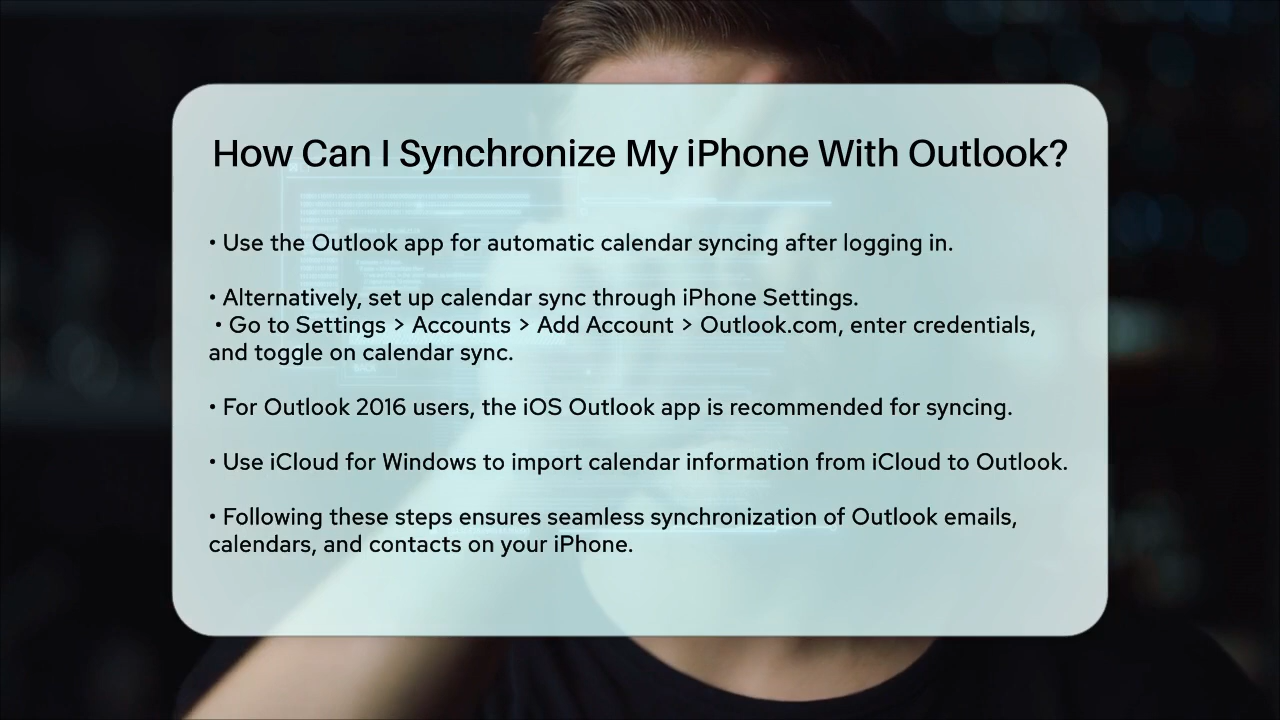 How Can I Synchronize My iPhone With Outlook?
• Use the Outlook app for automatic calendar syncing after logging in.
• Alternatively, set up calendar sync through iPhone Settings.
• Go to Settings > Accounts > Add Account > Outlook.com, enter credentials,
and toggle on calendar sync.
• For Outlook 2016 users, the iOS Outlook app is recommended for syncing.
• Use iCloud for Windows to import calendar information from iCloud to Outlook.
• Following these steps ensures seamless synchronization of Outlook emails,
calendars, and contacts on your iPhone.